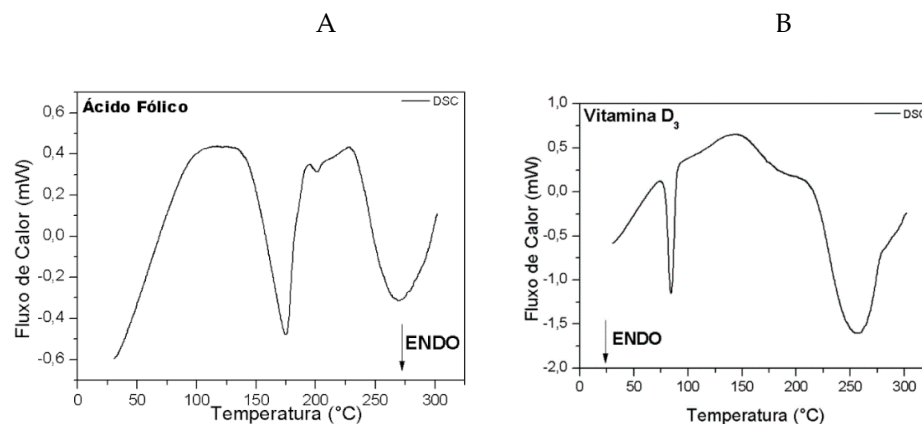 A
B
Ácido Fólico
DSC
0,6
0,4
0,2
0,0
-0,2
-0,4
-0,6
Fluxo de Calor (mW)
ENDO
0 50 100 150 200 250 300
Temperatura (°C)
Vitamina D3
DSC
1,0
0,5
0,0
-0,5
-1,0
-1,5
-2,0
Fluxo de Calor (mW)
ENDO
0 50 100 150 200 250 300
Temperatura (°C)